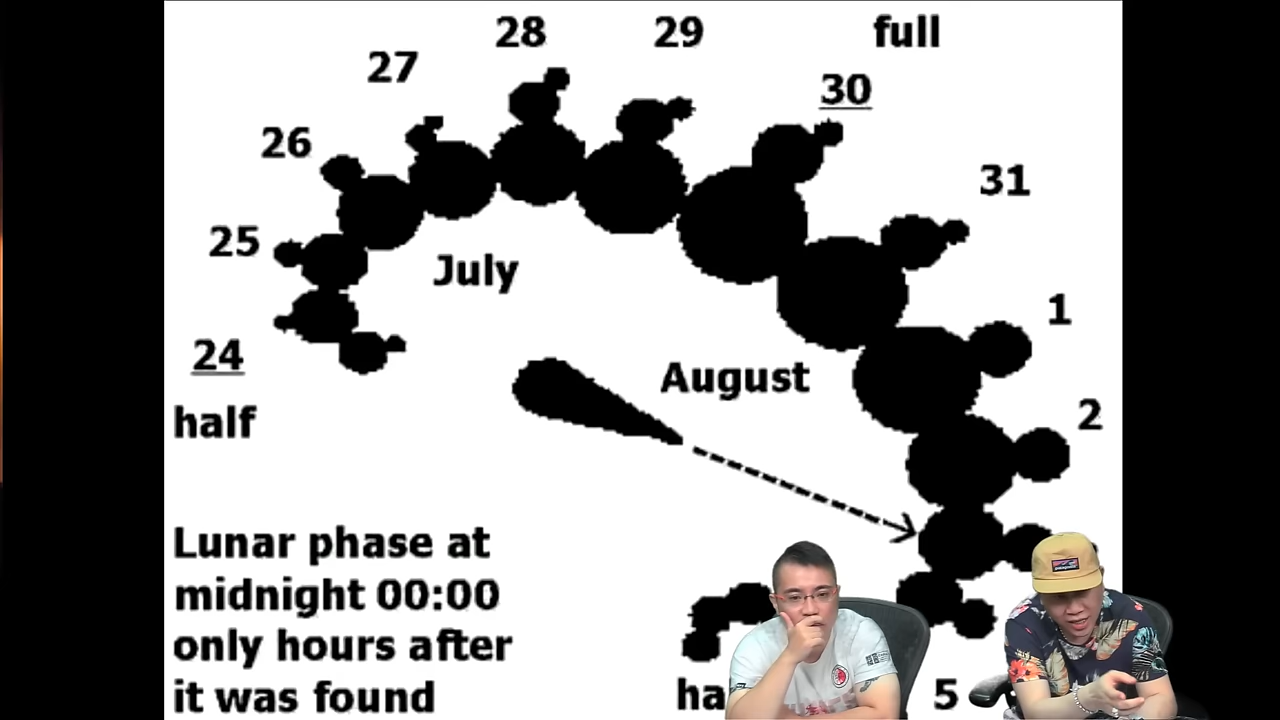 28
29
full
27
30
26
31
25
July
1
24
August
2
half
Lunar phase at
midnight 00:00
only hours after
it was found
5